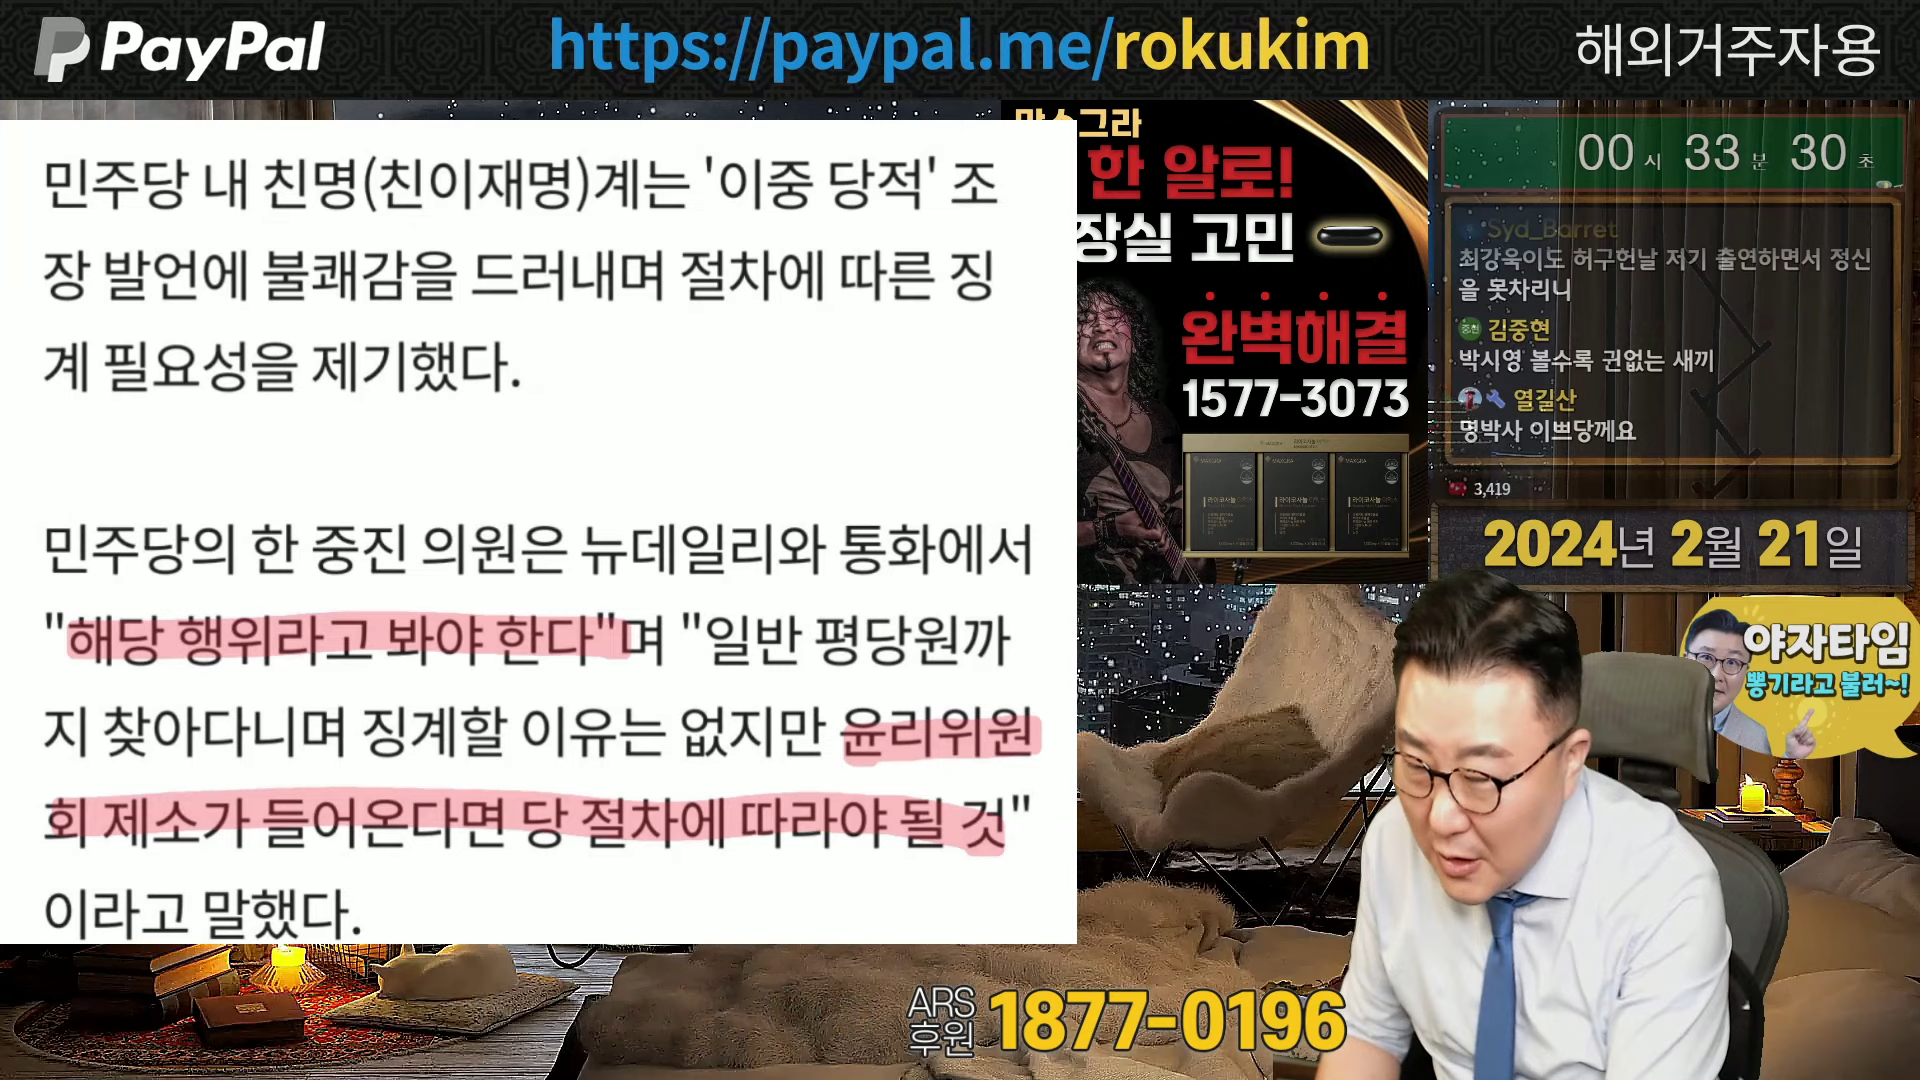 PayPal
https://paypal.me/rokukim
해외거주자용
민주당 내 친명(친이재명)계는 '이중 당적' 조
장 발언에 불쾌감을 드러내며 절차에 따른 징
계 필요성을 제기했다.
민주당의 한 중진 의원은 뉴데일리와 통화에서
"해당 행위라고 봐야 한다"며 "일반 평당원까
지 찾아다니며 징계할 이유는 없지만 윤리위원
회 제소가 들어온다면 당 절차에 따라야 될 것"
이라고 말했다.
한 알로!
장실 고민
완벽해결
1577-3073
00시 33분 30초
Syd_Barret
최강욱이도 허구헌날 저기 출연하면서 정신
을 못차리니
김중현
박시영 볼수록 귄없는 새끼
열길산
명박사 이쁘당께요
3,419
2024년 2월 21일
야자타임
뿅기라고 불러~!
ARS
후원
1877-0196